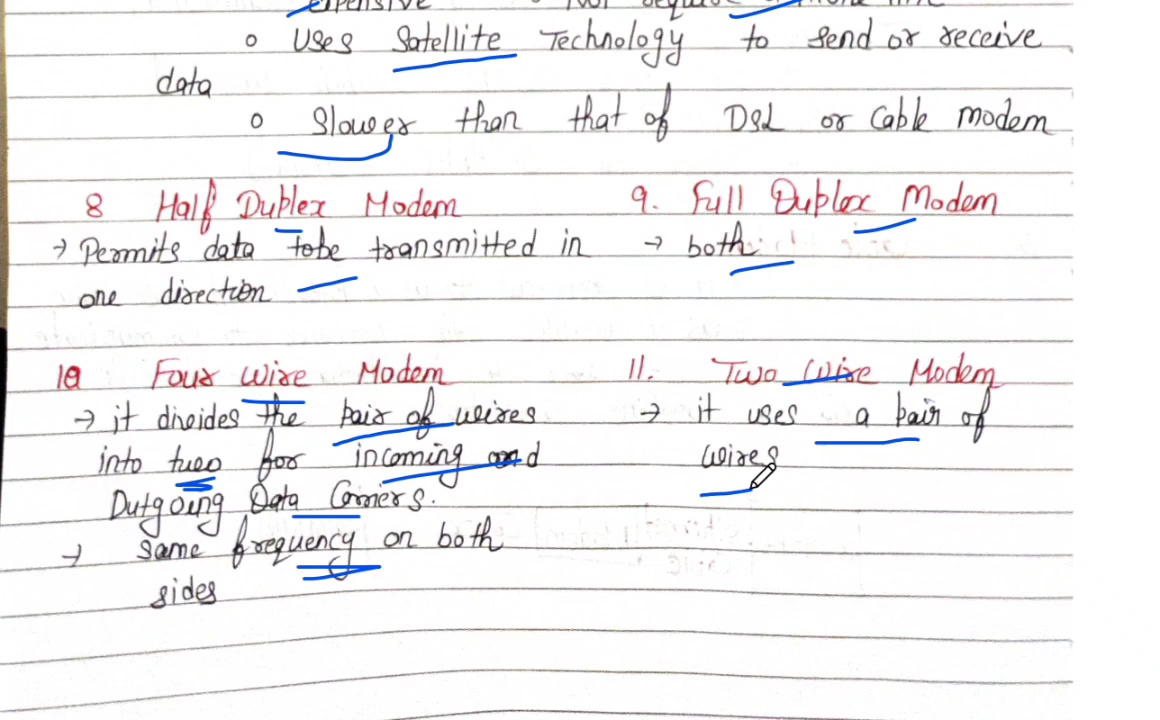 expensive
o Uses Satellite Technology to send or receive
data
o Slower than that of DSL or Cable modem
8 Half Duplex Modem
→ Permits data tobe transmitted in
one direction
9. Full Duplex Modem
→ both
10 Four Wire Modem
→ it divides the pair of wires
into two for incoming and
Outgoing Data Carriers.
→ same frequency on both
sides
11. Two Wire Modem
→ it uses a pair of
wires